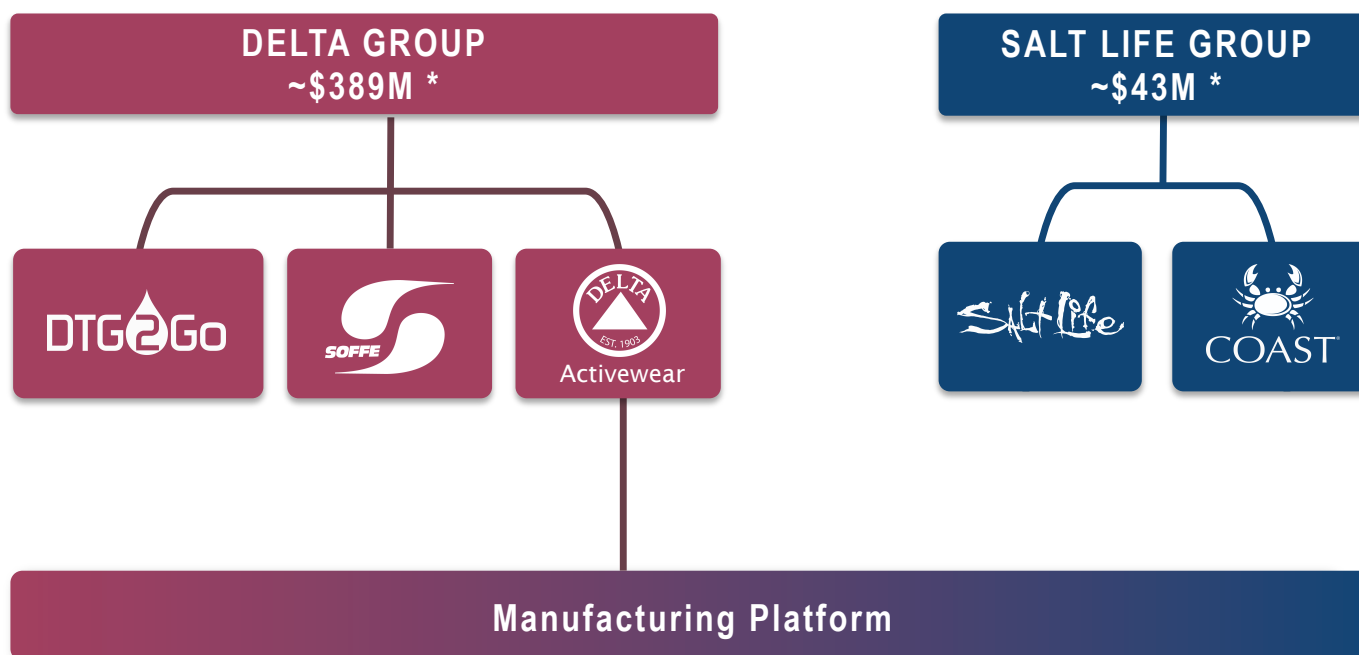 DELTA GROUP
~$389M *
SALT LIFE GROUP
~$43M *
DTG2Go
SOFFE
DELTA
EST. 1903
Activewear
Salt Life
COAST
Manufacturing Platform